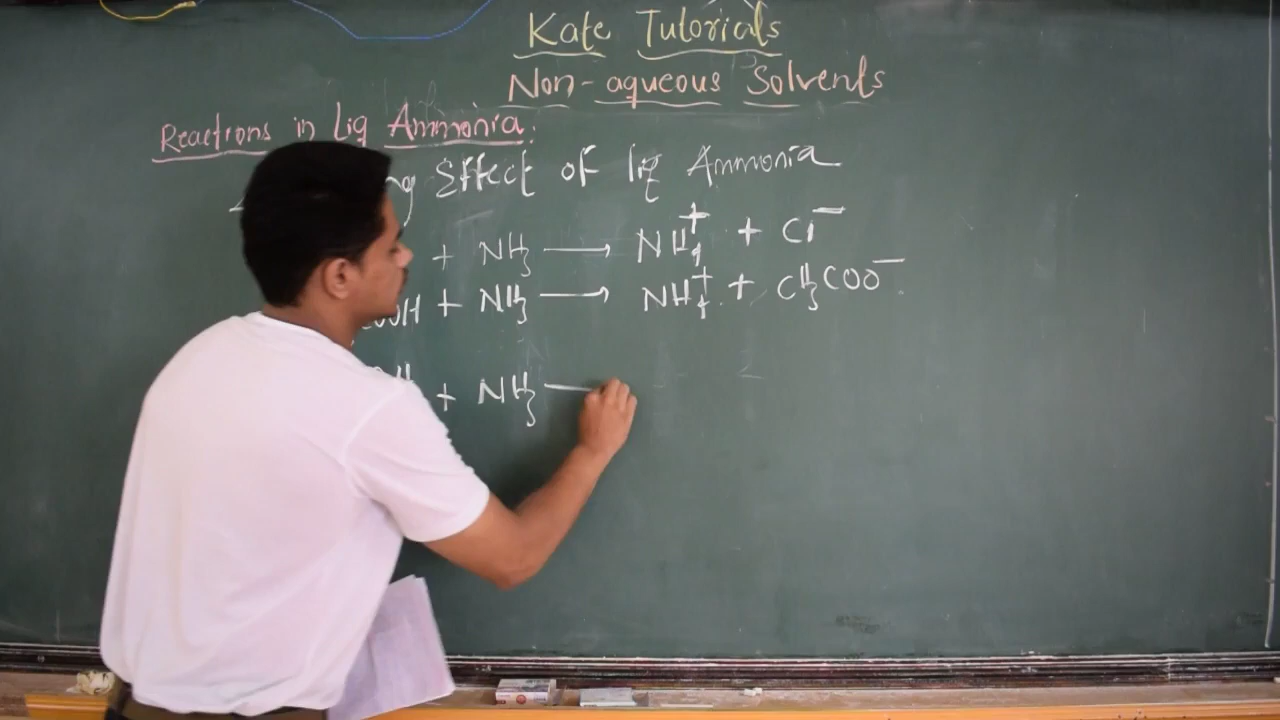 Kate Tutorials
Non-aqueous Solvents
Reactions in Liq Ammonia:
Effect of liq Ammonia
+ NH₃ ⟶ NH₄⁺ + Cl⁻
COOH + NH₃ ⟶ NH₄⁺ + CH₃COO⁻
+ NH₃ —